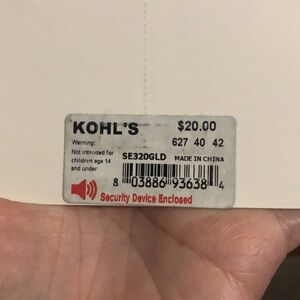 KOHL'S $20.00
Warning: 627 40 42
Not intended for
children age 14
and under
SE320GLD MADE IN CHINA
8 03886 93638 4
Security Device Enclosed